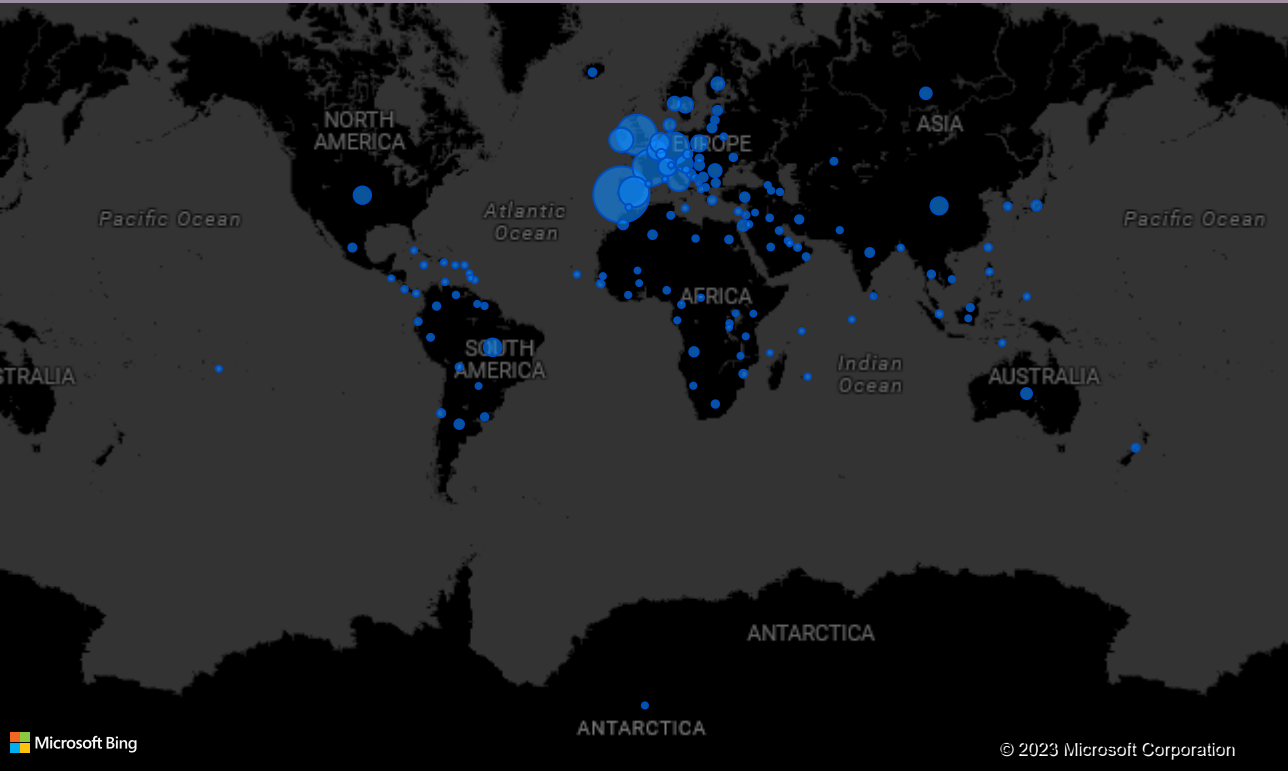 NORTH
AMERICA
ASIA
EUROPE
Pacific Ocean
Atlantic
Ocean
Pacific Ocean
AFRICA
SOUTH
AMERICA
STRALIA
Indian
Ocean
AUSTRALIA
ANTARCTICA
ANTARCTICA
Microsoft Bing
© 2023 Microsoft Corporation